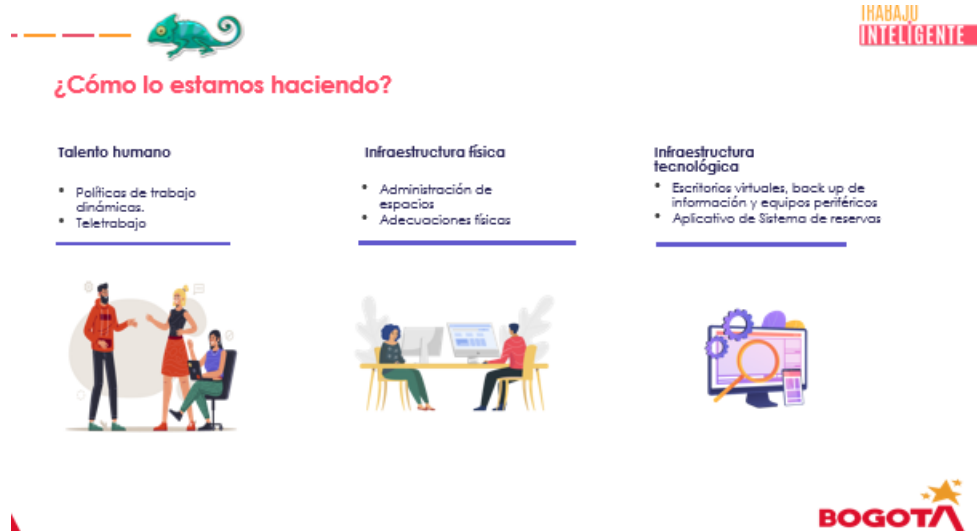 TRABAJO
INTELIGENTE
¿Cómo lo estamos haciendo?
Talento humano
• Políticas de trabajo
dinámicas.
• Teletrabajo
Infraestructura física
• Administración de
espacios
• Adecuaciones físicas
Infraestructura
tecnológica
• Escritorios virtuales, back up de
información y equipos periféricos
• Aplicativo de Sistema de reservas
BOGOTÁ